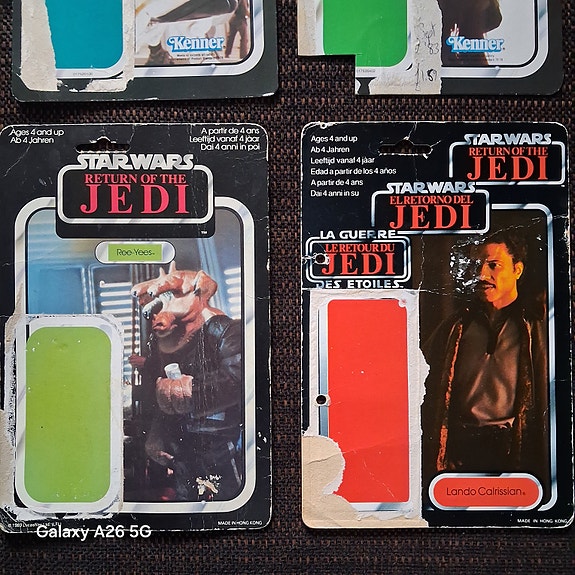 Kenner
Kenner
Ages 4 and up
Ab 4 Jahren
A partir de 4 ans
Leeftijd vanaf 4 jaar
Dai 4 anni in poi
STAR WARS
RETURN OF THE
JEDI
TM
Ree-Yees
MADE IN HONG KONG
Ages 4 and up
Ab 4 Jahren
Leeftijd vanaf 4 jaar
Edad a partir de los 4 años
A partir de 4 ans
Dai 4 anni in su
STAR WARS
RETURN OF THE
JEDI
STAR WARS
EL RETORNO DEL
JEDI
LA GUERRE
LE RETOUR DU
JEDI
DES ETOILES
Lando Calrissian
MADE IN HONG KONG
Galaxy A26 5G